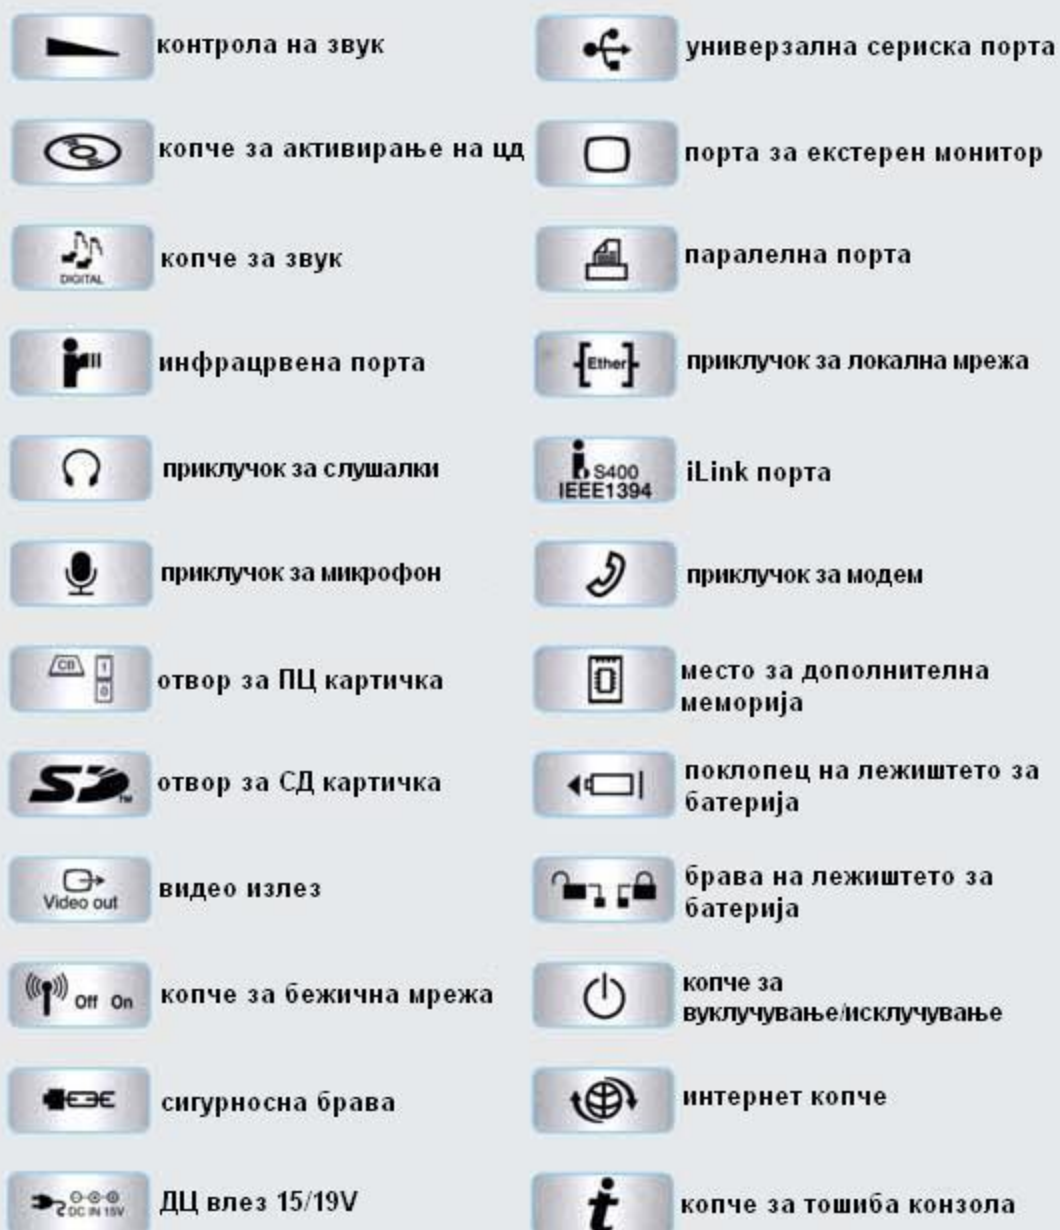 контрола на звук
универзална сериска порта
копче за активирање на цд
порта за екстерен монитор
DIGITAL
копче за звук
паралелна порта
инфрацрвена порта
Ether
приклучок за локална мрежа
приклучок за слушалки
S400
IEEE1394
iLink порта
приклучок за микрофон
приклучок за модем
CB
1
0
отвор за ПЦ картичка
место за дополнителна
меморија
SD TM
отвор за СД картичка
поклопец на лежиштето за
батерија
Video out
видео излез
брава на лежиштето за
батерија
Off On
копче за бежична мрежа
копче за
вуклучување/исклучување
сигурносна брава
интернет копче
DC IN 15V
ДЦ влез 15/19V
i
копче за тошиба конзола